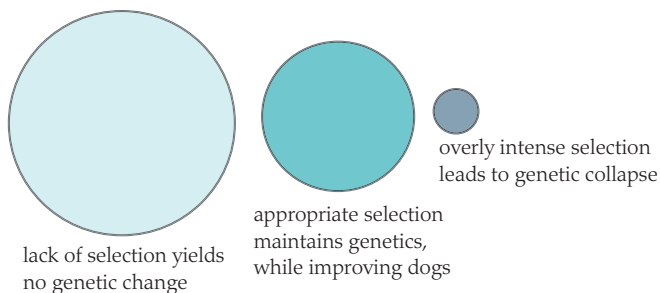 lack of selection yields
no genetic change
appropriate selection
maintains genetics,
while improving dogs
overly intense selection
leads to genetic collapse